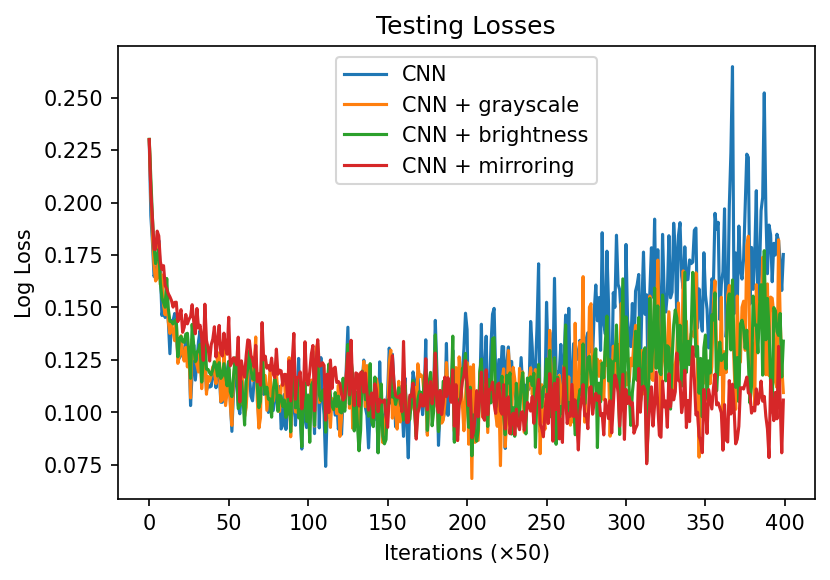 Testing Losses
CNN
CNN + grayscale
CNN + brightness
CNN + mirroring
Log Loss
0.250
0.225
0.200
0.175
0.150
0.125
0.100
0.075
0 50 100 150 200 250 300 350 400
Iterations (×50)